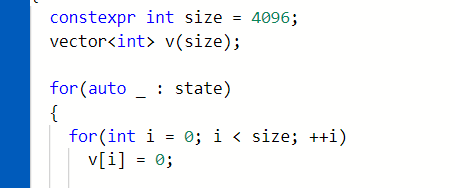 constexpr int size = 4096;
vector<int> v(size);
for(auto _ : state)
{
for(int i = 0; i < size; ++i)
v[i] = 0;